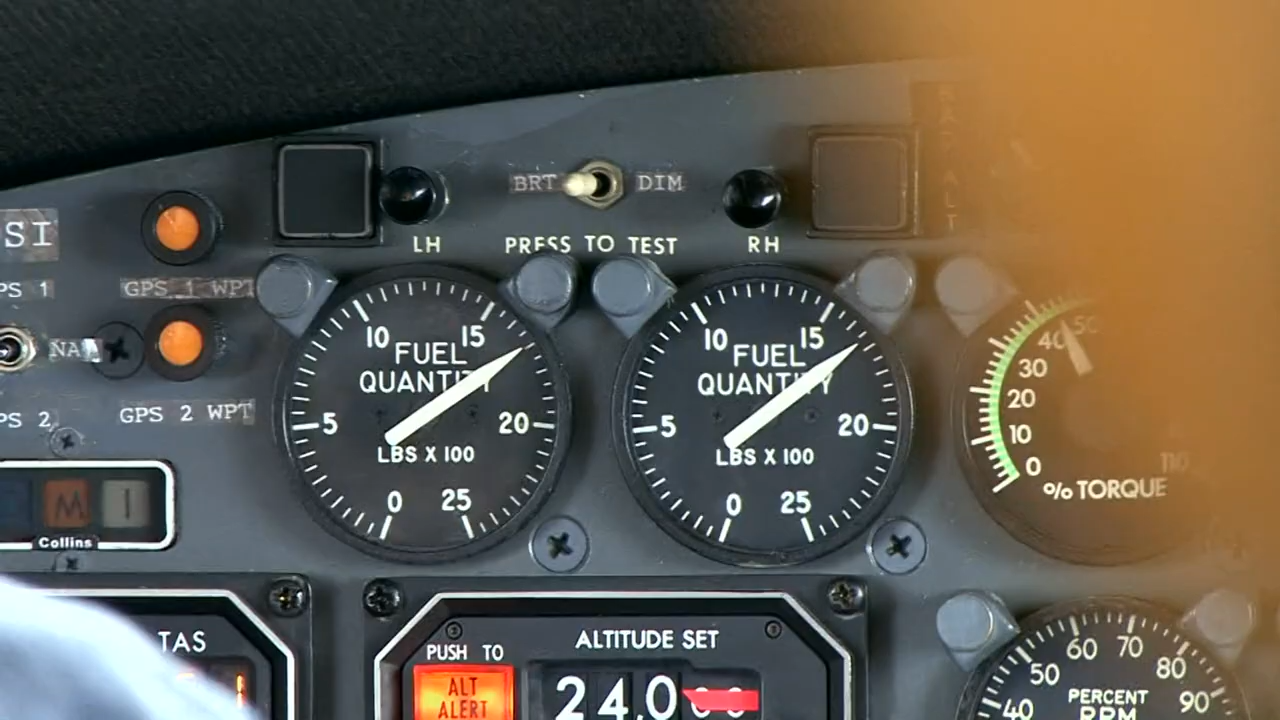 BRT DIM
SI
LH PRESS TO TEST RH
PS 1
GPS 1 WPT
NA
PS 2
GPS 2 WPT
10 15
FUEL
QUANTITY
5 20
LBS X 100
0 25
10 15
FUEL
QUANTITY
5 20
LBS X 100
0 25
50
40
30
20
10
0
110
% TORQUE
M I
Collins
TAS
ALTITUDE SET
PUSH TO
ALT
ALERT
24,0
60 70
50 80
40 90
PERCENT
RPM